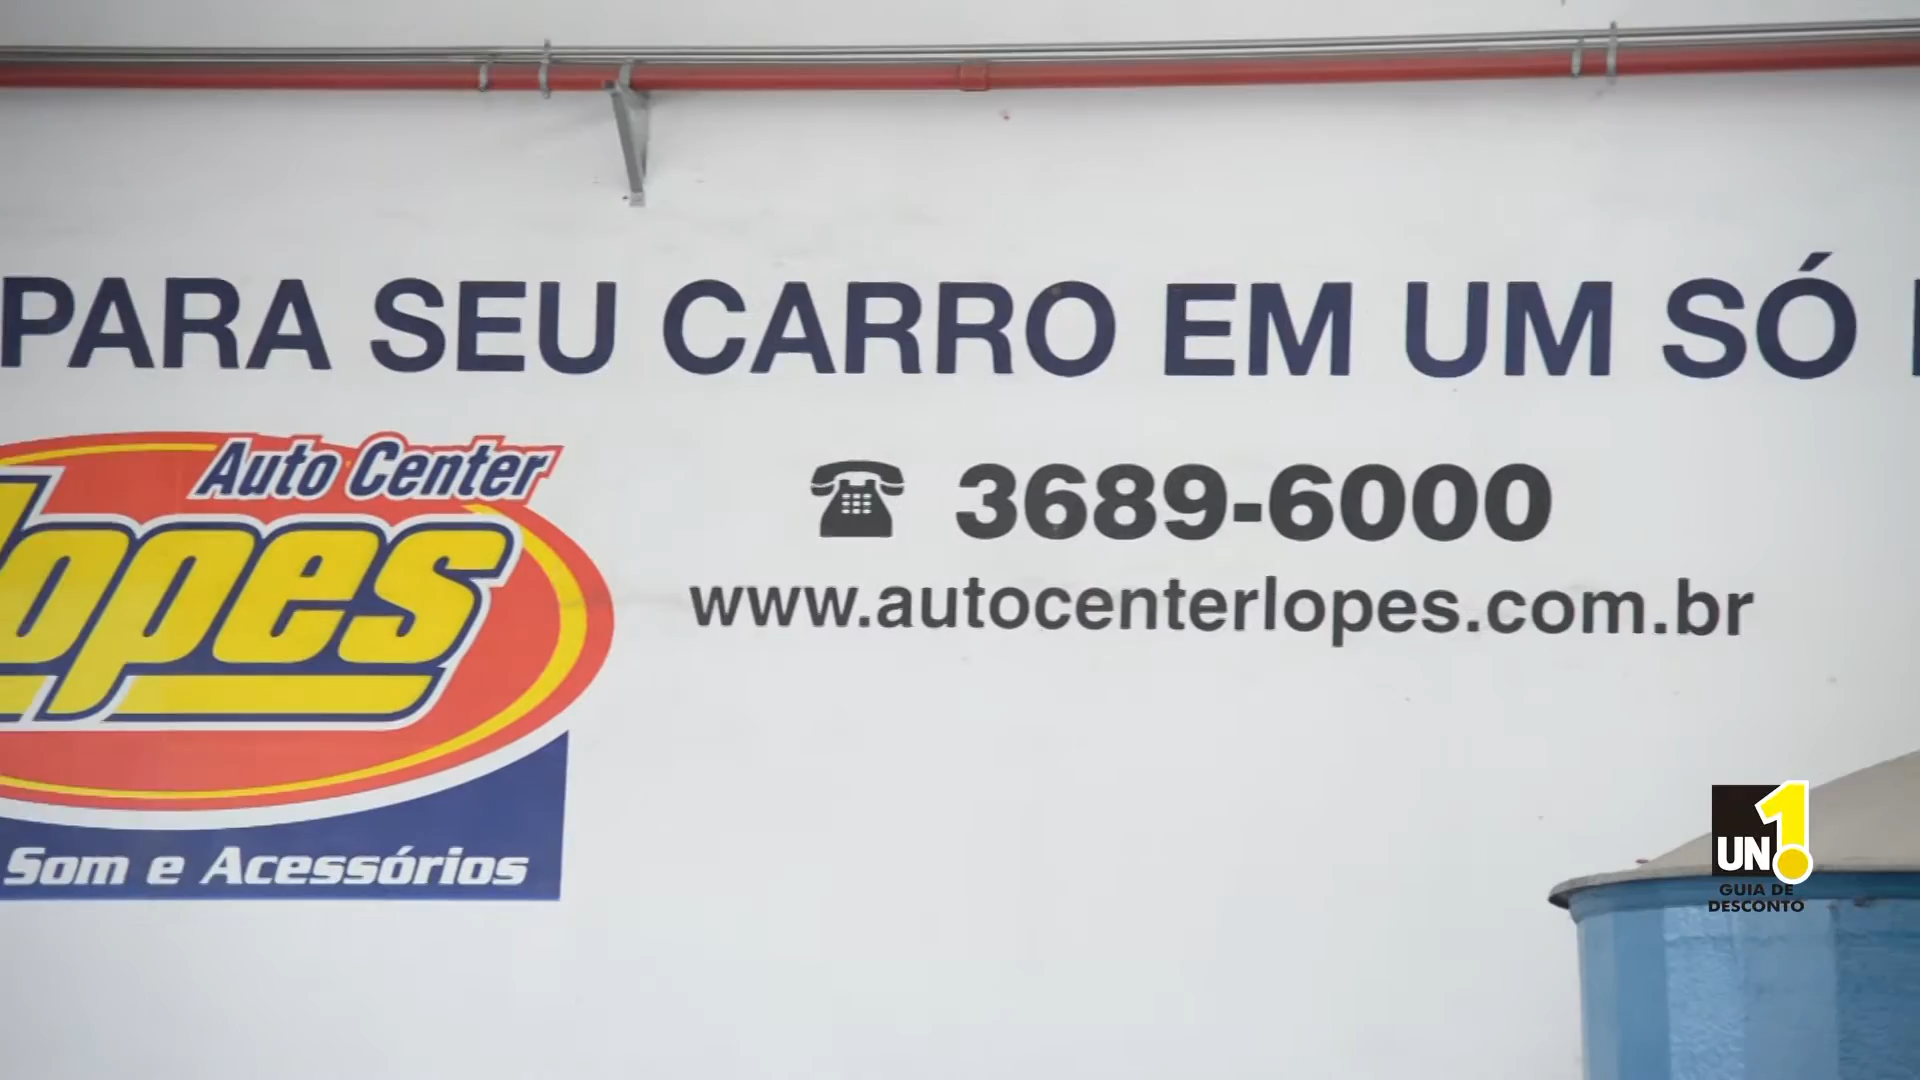 PARA SEU CARRO EM UM SÓ
Auto Center
lopes
Som e Acessórios
3689-6000
www.autocenterlopes.com.br
UN1
GUIA DE
DESCONTO